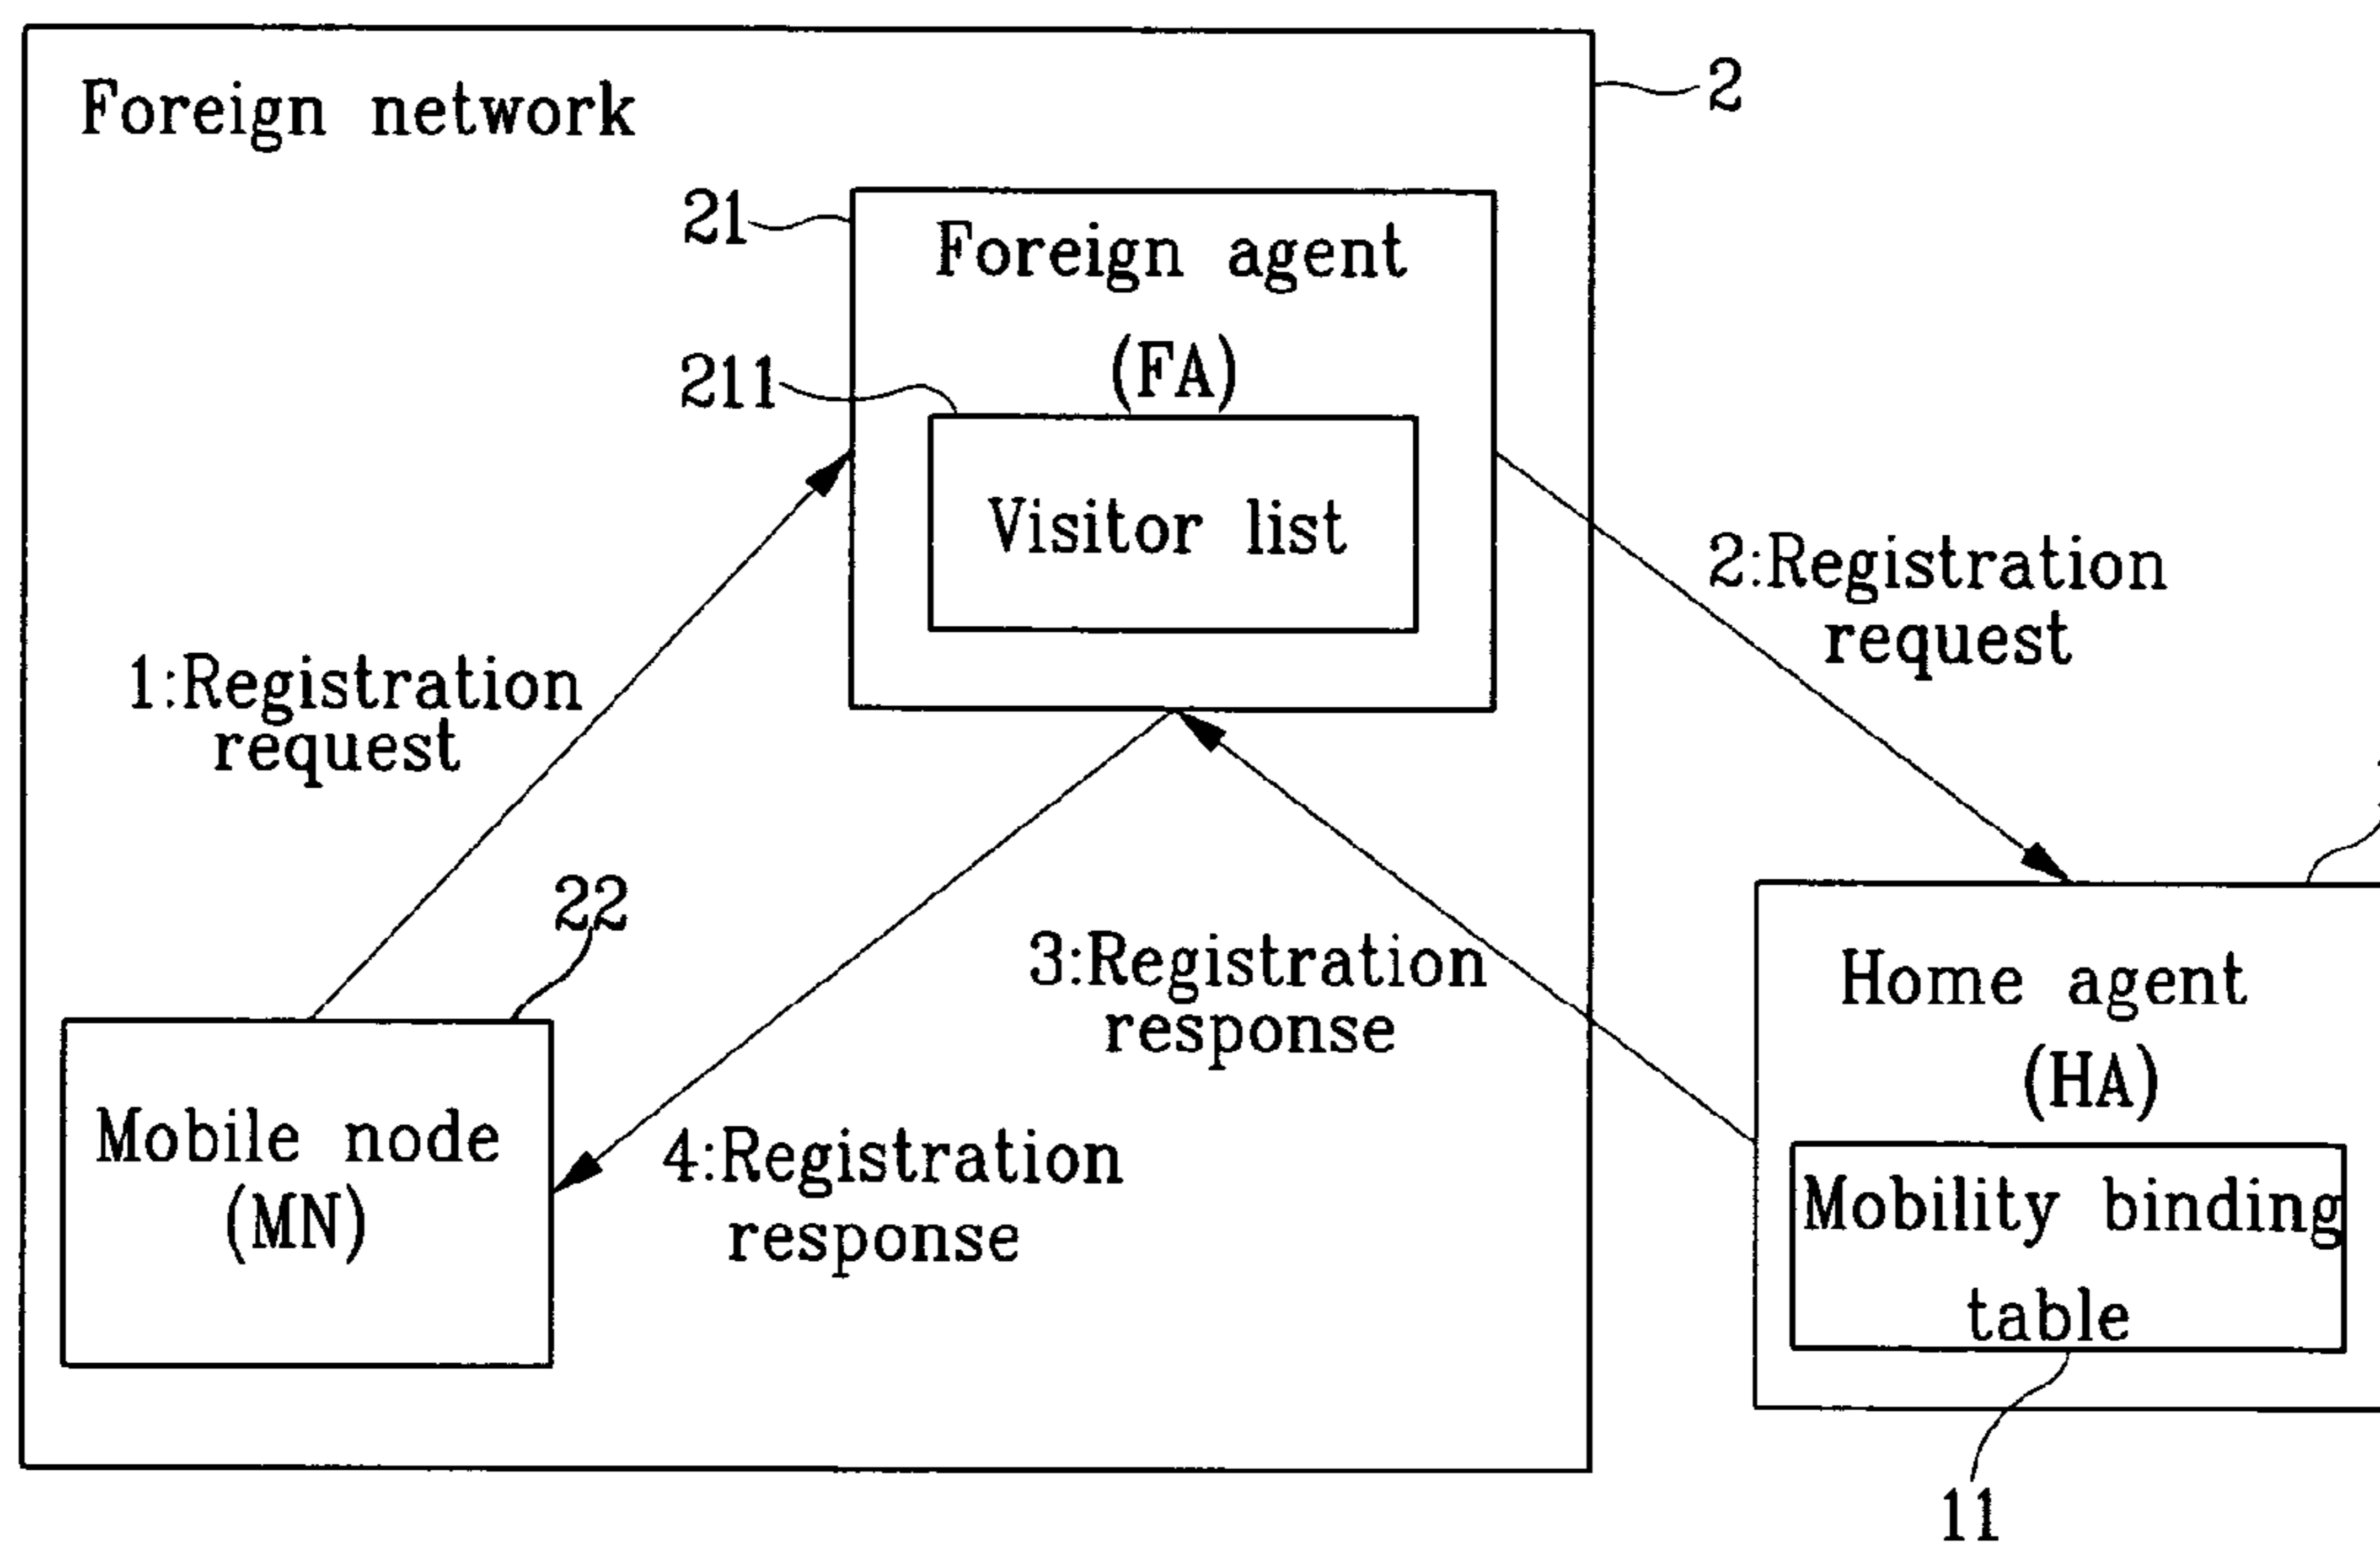 Foreign network
2
21
Foreign agent
(FA)
211
Visitor list
2:Registration
request
1:Registration
request
22
3:Registration
response
Home agent
(HA)
Mobile node
(MN)
4:Registration
response
Mobility binding
table
11